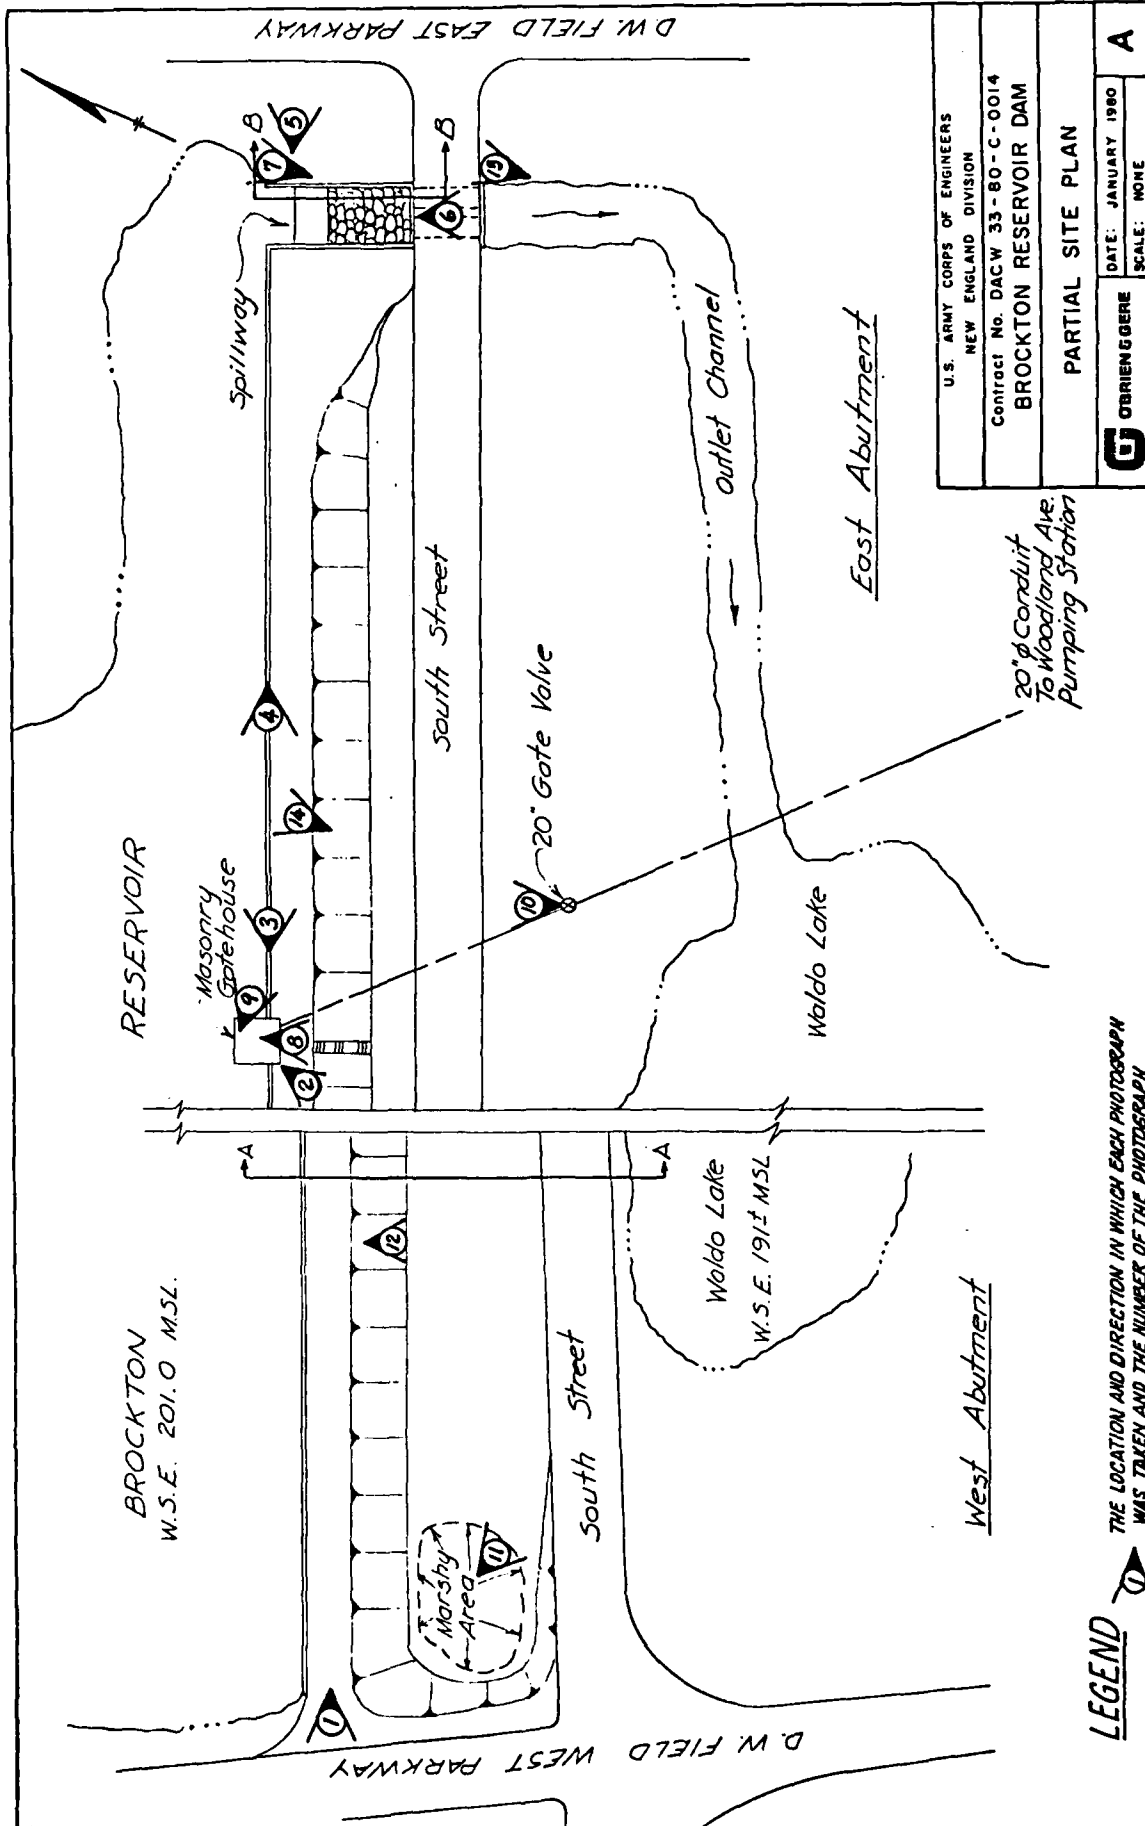 BROCKTON
W.S.E. 201.0 M.S.L.
RESERVOIR
Masonry
Gatehouse
Spillway
D.W. FIELD EAST PARKWAY
D.W. FIELD WEST PARKWAY
1
2
3
4
5
6
7
8
9
10
11
12
14
A
A
B
B
Marshy
Area
South Street
South Street
20" Gate Valve
Outlet Channel
Waldo Lake
W.S.E. 191± MSL
Waldo Lake
West Abutment
East Abutment
20" ϕ Conduit
To Woodland Ave.
Pumping Station
LEGEND
1
THE LOCATION AND DIRECTION IN WHICH EACH PHOTOGRAPH
WAS TAKEN AND THE NUMBER OF THE PHOTOGRAPH
U.S. ARMY CORPS OF ENGINEERS
NEW ENGLAND DIVISION
Contract No. DACW 33-80-C-0014
BROCKTON RESERVOIR DAM
PARTIAL SITE PLAN
O'BRIEN & GERE
DATE: JANUARY 1980
SCALE: NONE
A